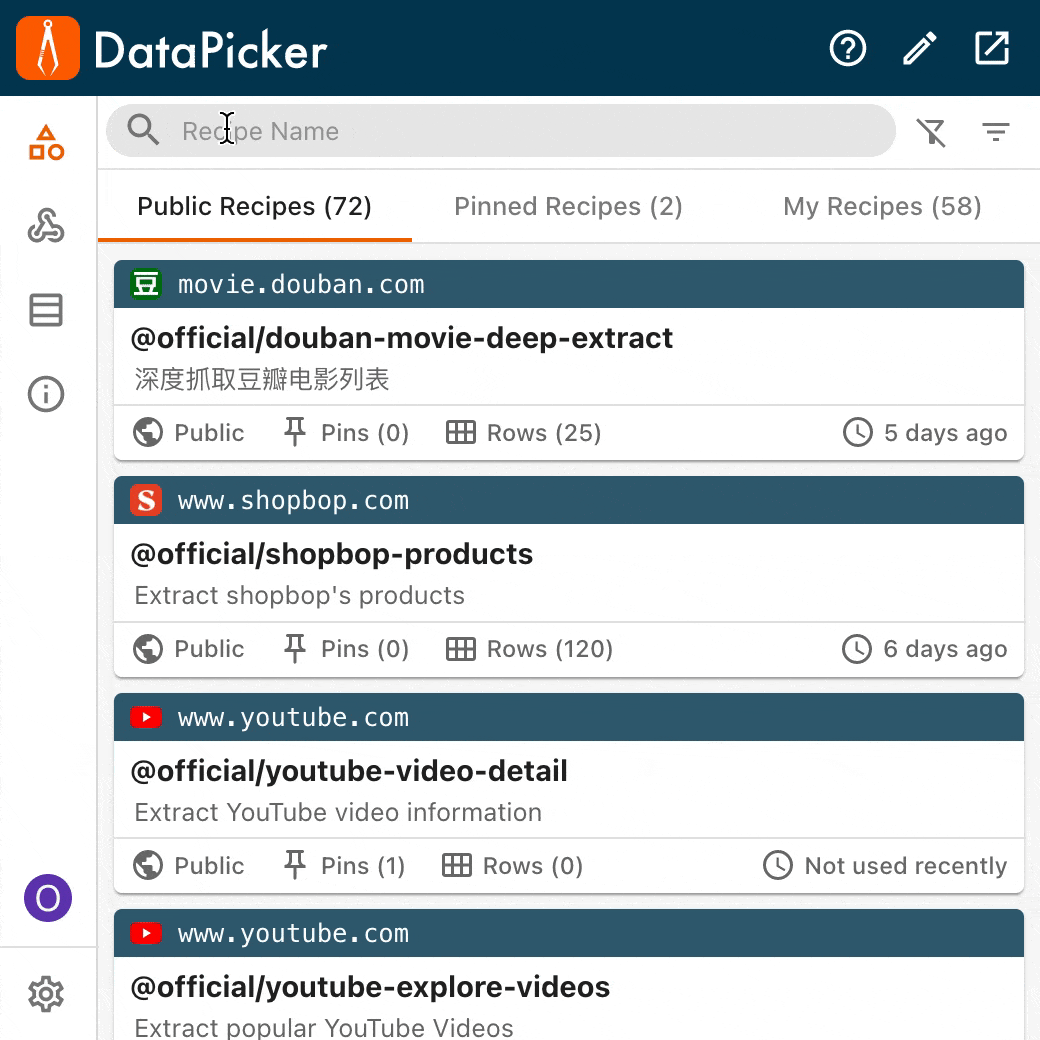 DataPicker
Recipe Name
Public Recipes (72)
Pinned Recipes (2)
My Recipes (58)
豆
movie.douban.com
@official/douban-movie-deep-extract
深度抓取豆瓣电影列表
Public
Pins (0)
Rows (25)
5 days ago
S
www.shopbop.com
@official/shopbop-products
Extract shopbop's products
Public
Pins (0)
Rows (120)
6 days ago
www.youtube.com
@official/youtube-video-detail
Extract YouTube video information
Public
Pins (1)
Rows (0)
Not used recently
www.youtube.com
@official/youtube-explore-videos
Extract popular YouTube Videos
O